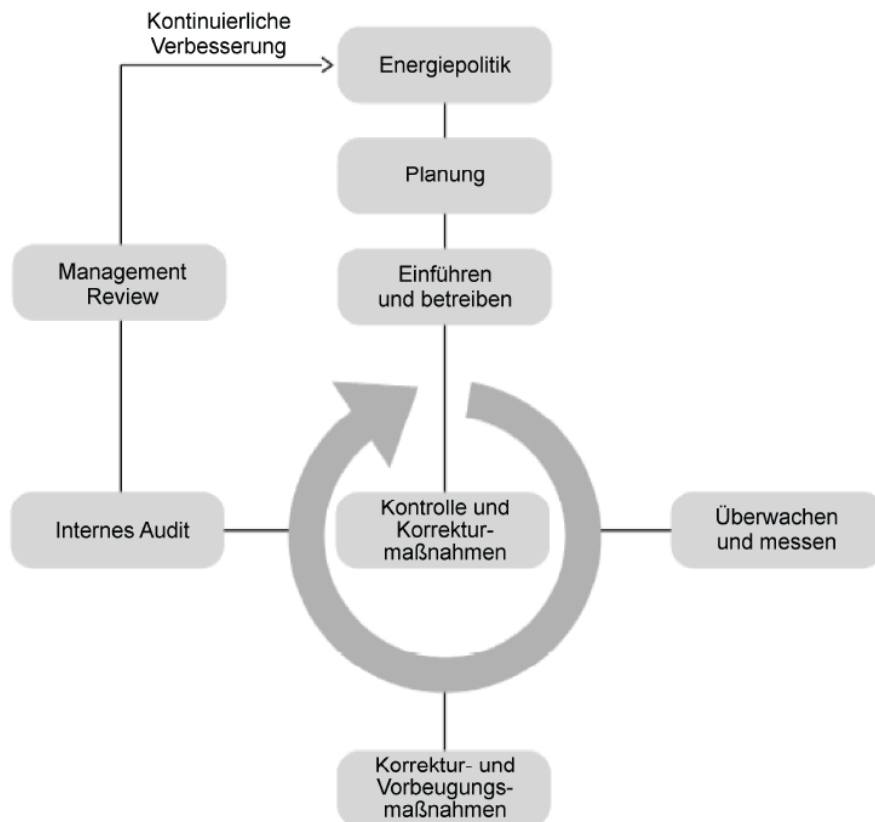 Kontinuierliche
Verbesserung
Energiepolitik
Planung
Management
Review
Einführen
und betreiben
Internes Audit
Kontrolle und
Korrektur-
maßnahmen
Überwachen
und messen
Korrektur- und
Vorbeugungs-
maßnahmen